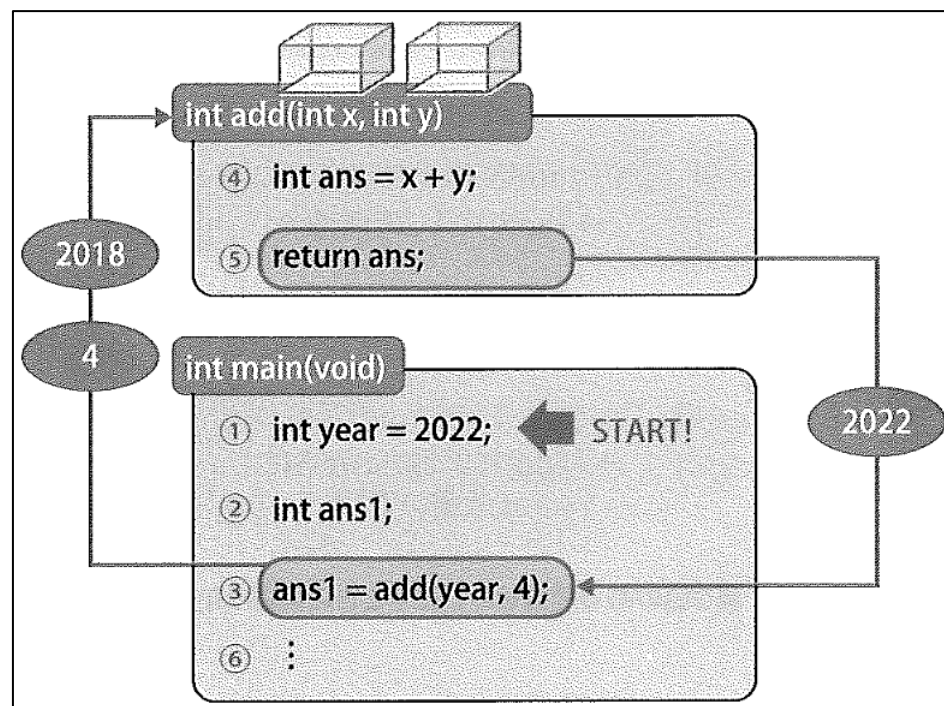 int add(int x, int y)
④ int ans = x + y;
2018
⑤ return ans;
4
int main(void)
① int year = 2022; START!
2022
② int ans1;
③ ans1 = add(year, 4);
⑥ ⋮